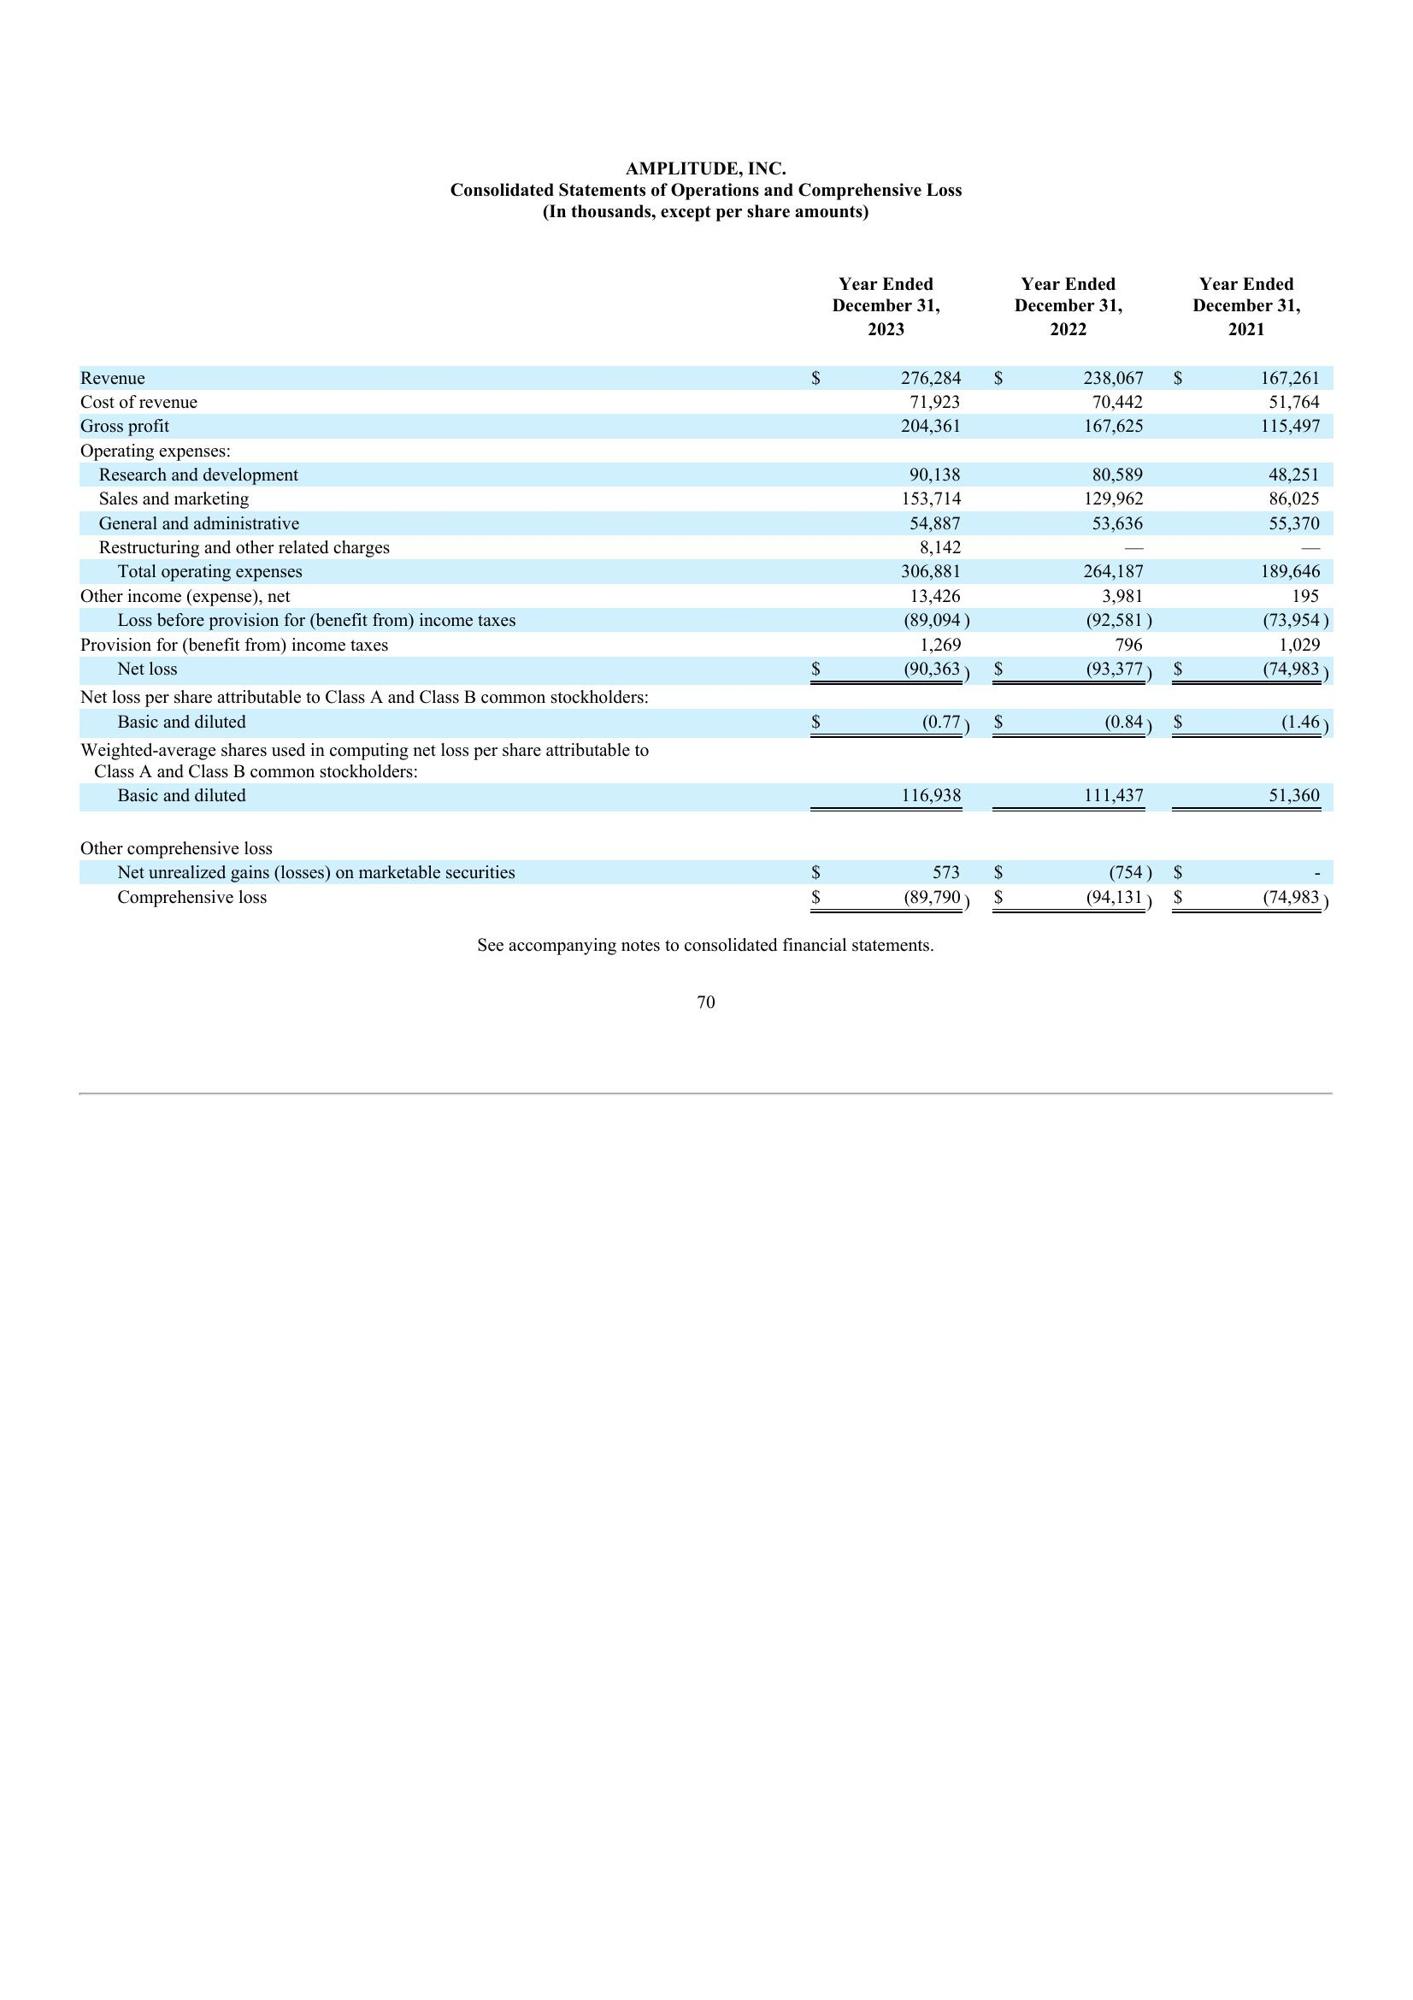 AMPLITUDE, INC.
Consolidated Statements of Operations and Comprehensive Loss
(In thousands, except per share amounts)
Year Ended December 31, 2023 Year Ended December 31, 2022 Year Ended December 31, 2021
Revenue $ 276,284 $ 238,067 $ 167,261
Cost of revenue 71,923 70,442 51,764
Gross profit 204,361 167,625 115,497
Operating expenses:
Research and development 90,138 80,589 48,251
Sales and marketing 153,714 129,962 86,025
General and administrative 54,887 53,636 55,370
Restructuring and other related charges 8,142 — —
Total operating expenses 306,881 264,187 189,646
Other income (expense), net 13,426 3,981 195
Loss before provision for (benefit from) income taxes (89,094) (92,581) (73,954)
Provision for (benefit from) income taxes 1,269 796 1,029
Net loss $ (90,363) $ (93,377) $ (74,983)
Net loss per share attributable to Class A and Class B common stockholders:
Basic and diluted $ (0.77) $ (0.84) $ (1.46)
Weighted-average shares used in computing net loss per share attributable to
Class A and Class B common stockholders:
Basic and diluted 116,938 111,437 51,360
Other comprehensive loss
Net unrealized gains (losses) on marketable securities $ 573 $ (754) $ -
Comprehensive loss $ (89,790) $ (94,131) $ (74,983)
See accompanying notes to consolidated financial statements.
70